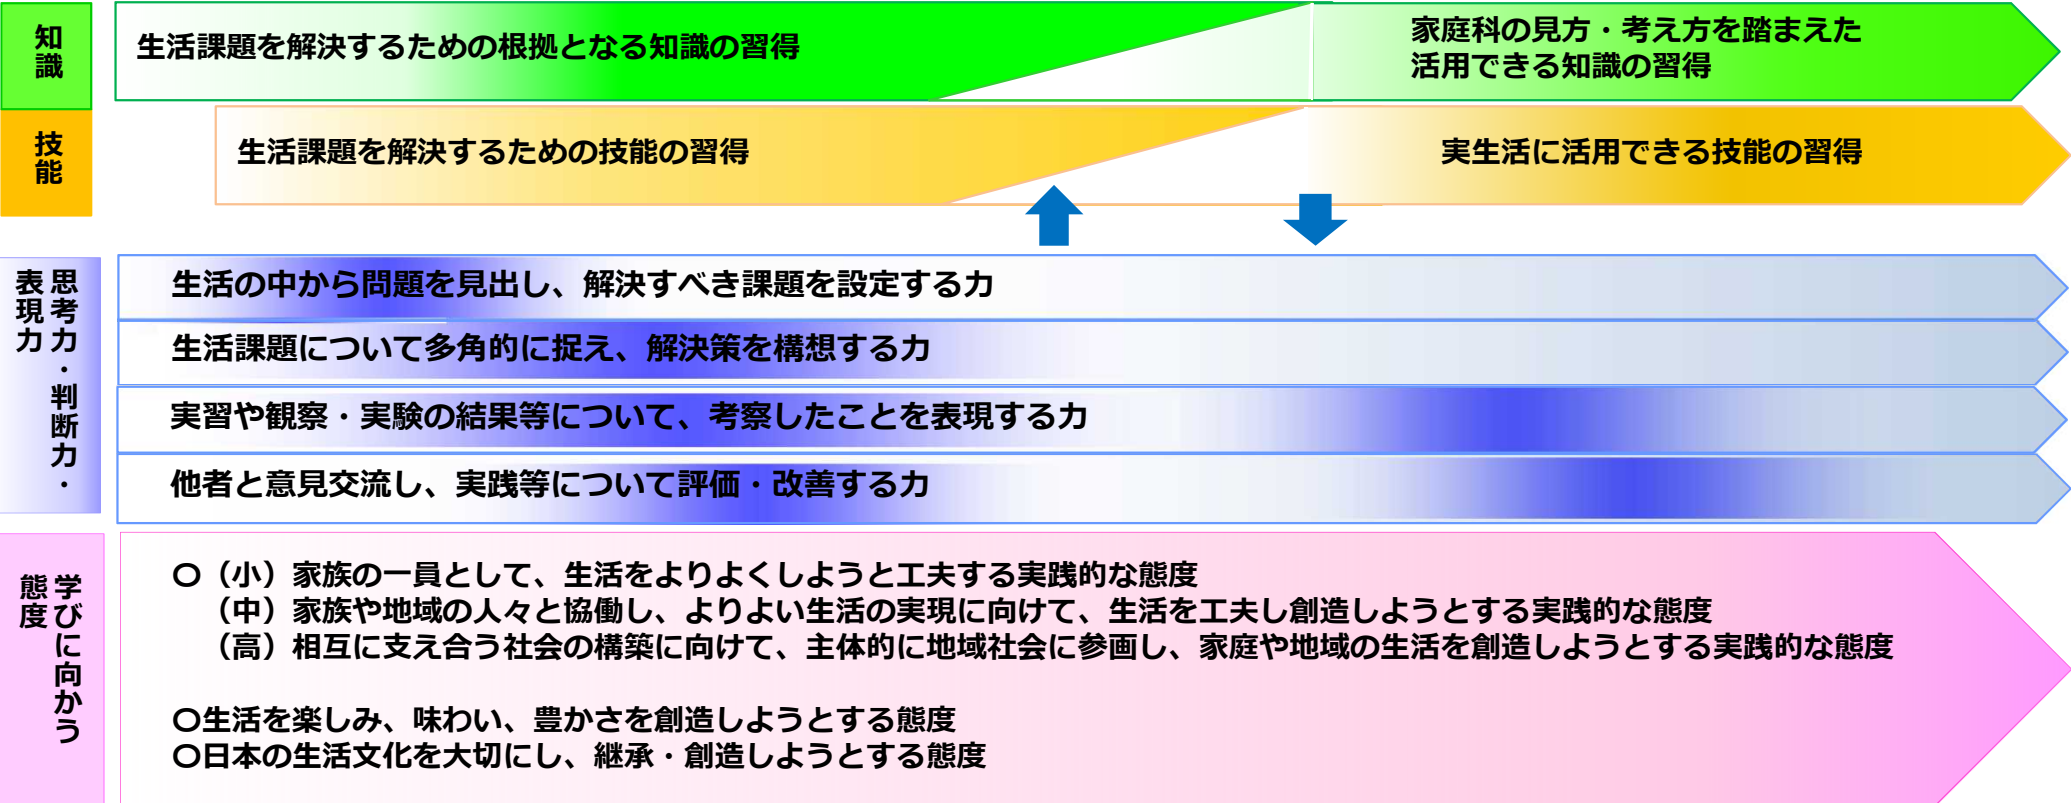 知識
生活課題を解決するための根拠となる知識の習得
家庭科の見方・考え方を踏まえた
活用できる知識の習得
技能
生活課題を解決するための技能の習得
実生活に活用できる技能の習得
思考力・判断力・
表現力
生活の中から問題を見出し、解決すべき課題を設定する力
生活課題について多角的に捉え、解決策を構想する力
実習や観察・実験の結果等について、考察したことを表現する力
他者と意見交流し、実践等について評価・改善する力
学びに向かう
態度
〇（小）家族の一員として、生活をよりよくしようと工夫する実践的な態度
（中）家族や地域の人々と協働し、よりよい生活の実現に向けて、生活を工夫し創造しようとする実践的な態度
（高）相互に支え合う社会の構築に向けて、主体的に地域社会に参画し、家庭や地域の生活を創造しようとする実践的な態度
〇生活を楽しみ、味わい、豊かさを創造しようとする態度
〇日本の生活文化を大切にし、継承・創造しようとする態度